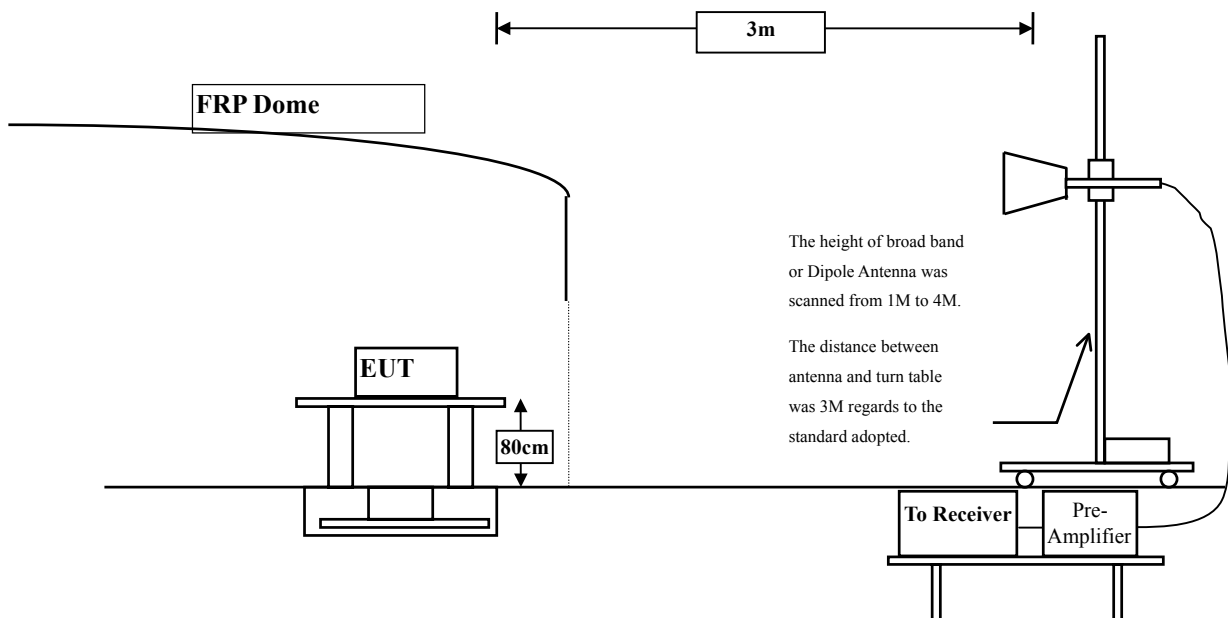 3m
FRP Dome
The height of broad band
or Dipole Antenna was
scanned from 1M to 4M.
The distance between
antenna and turn table
was 3M regards to the
standard adopted.
EUT
80cm
To Receiver
Pre-
Amplifier